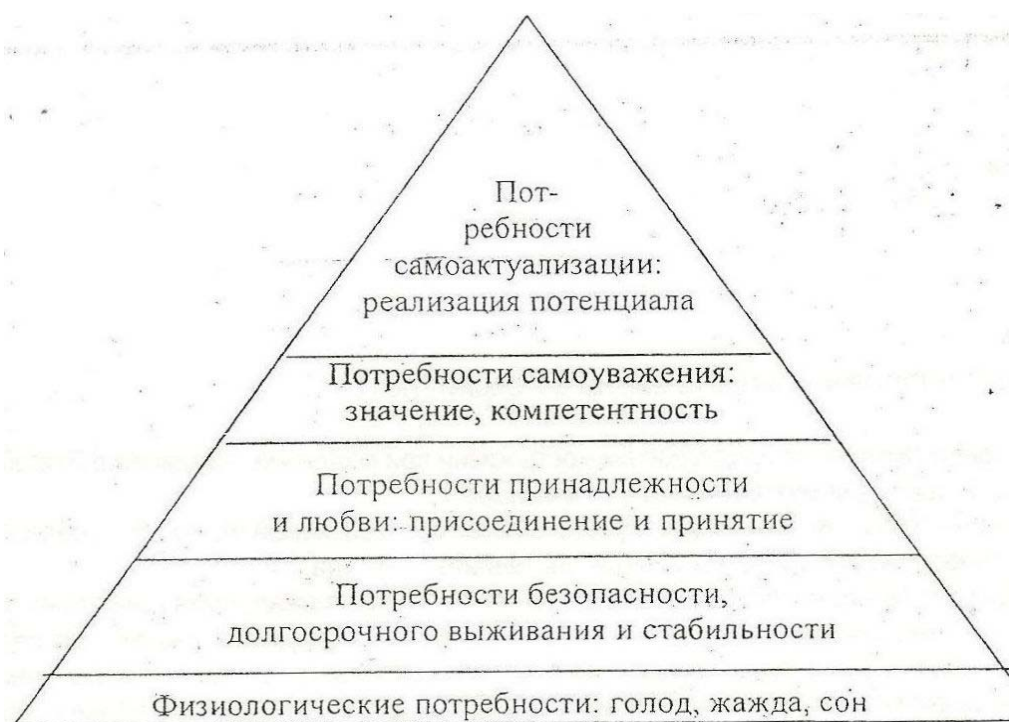 Пот-
ребности
самоактуализации:
реализация потенциала
Потребности самоуважения:
значение, компетентность
Потребности принадлежности
и любви: присоединение и принятие
Потребности безопасности,
долгосрочного выживания и стабильности
Физиологические потребности: голод, жажда, сон